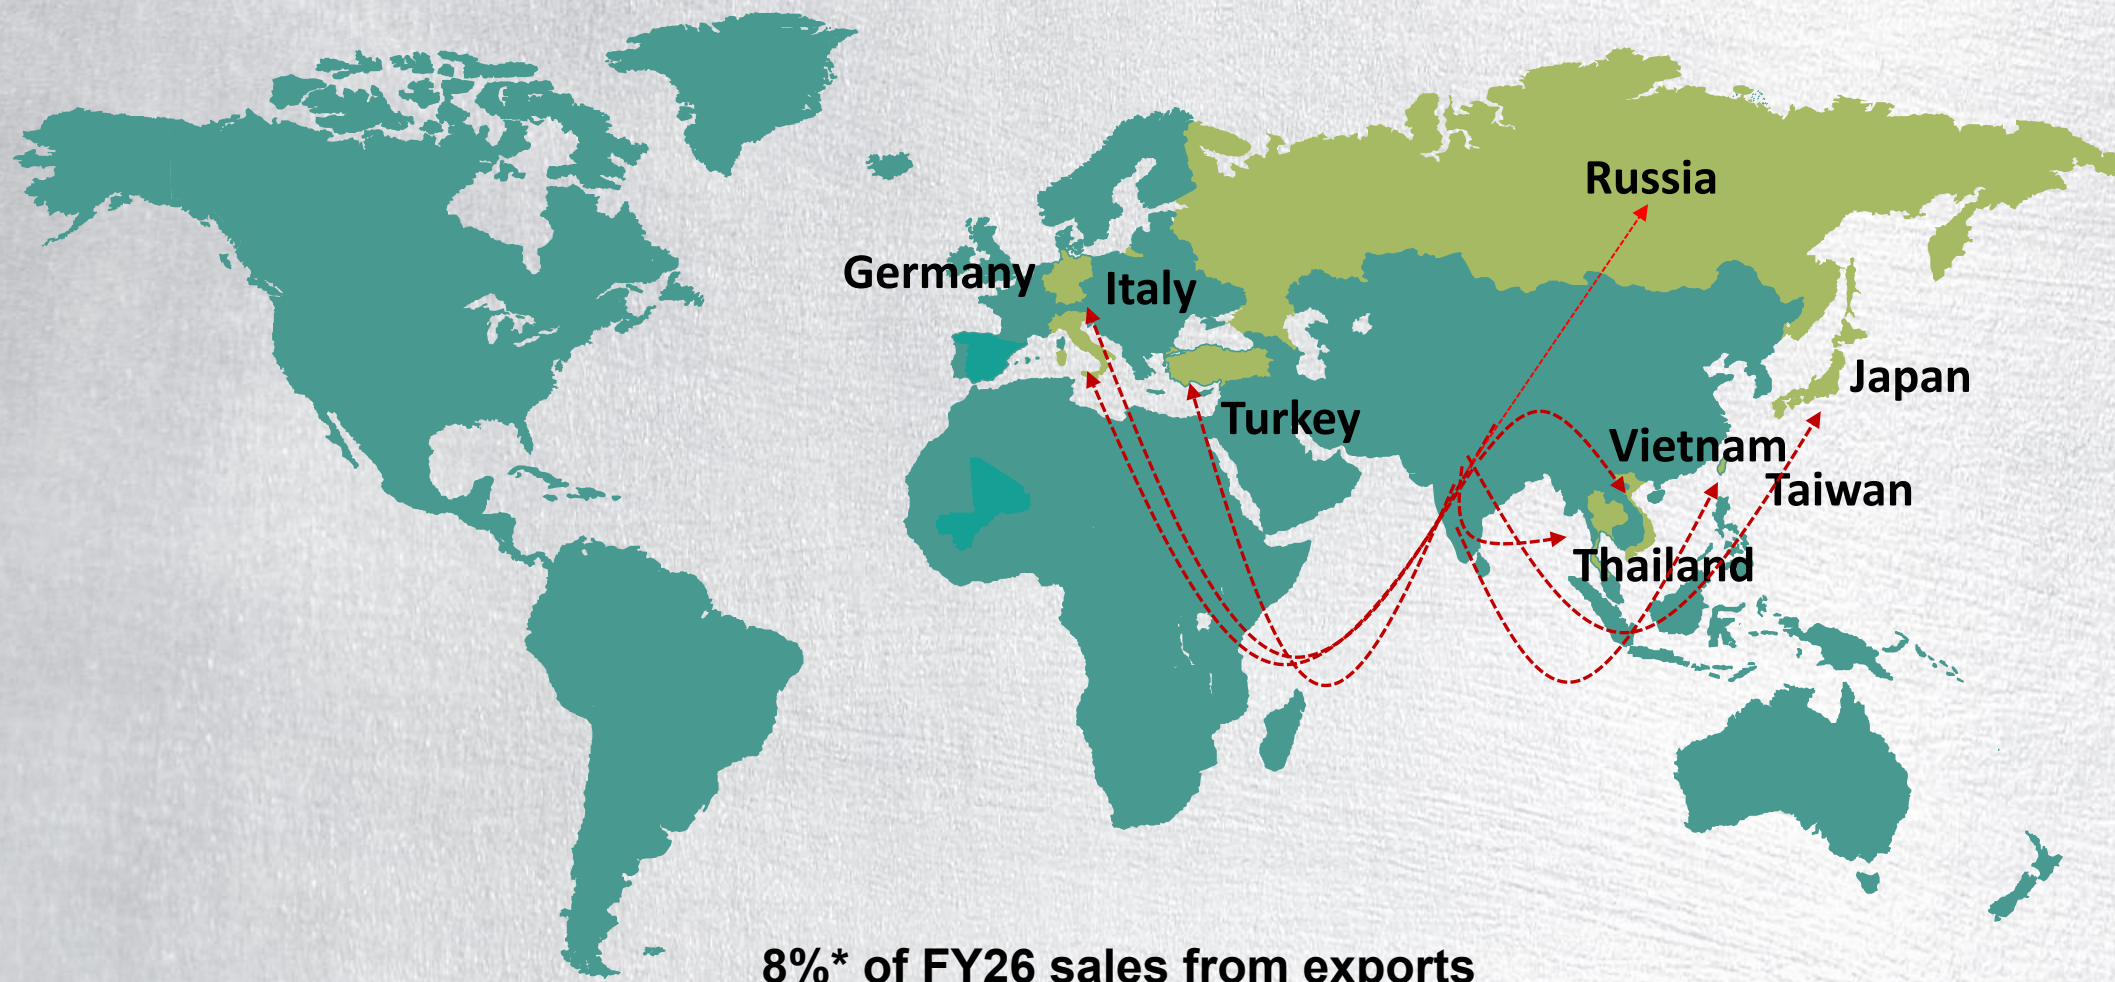 Russia
Germany
Italy
Japan
Turkey
Vietnam
Taiwan
Thailand
8%* of FY26 sales from exports